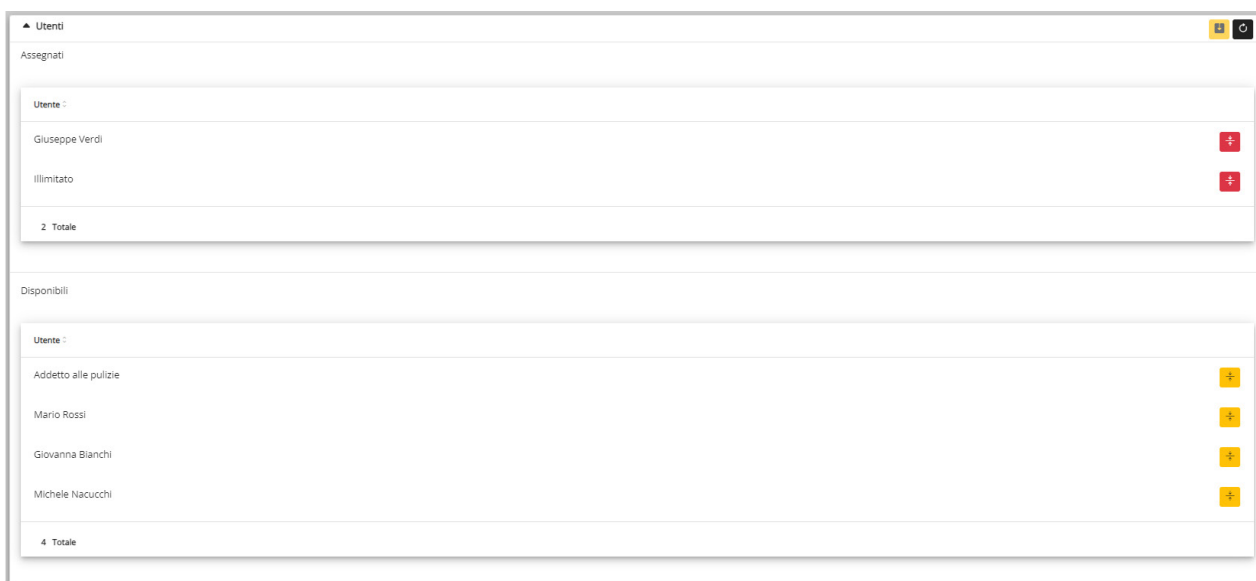 Utenti
Assegnati
Utente
Giuseppe Verdi
Illimitato
2 Totale
Disponibili
Utente
Addetto alle pulizie
Mario Rossi
Giovanna Bianchi
Michele Nacucchi
4 Totale